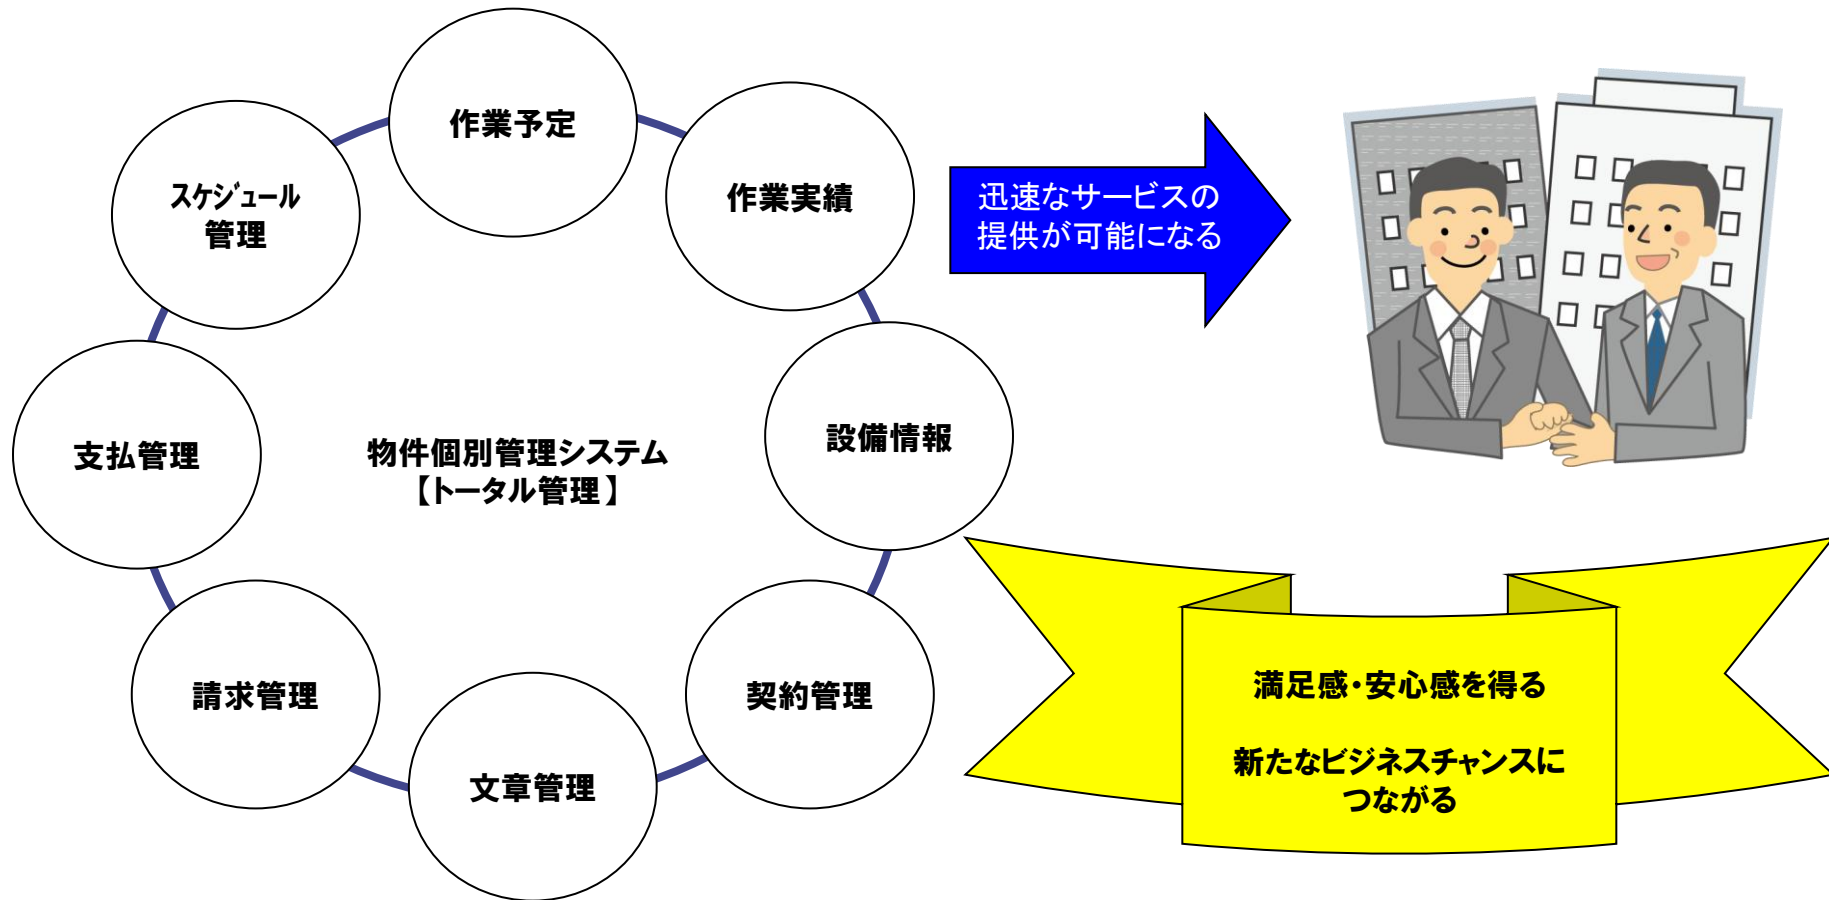 作業予定
作業実績
スケジュール
管理
迅速なサービスの
提供が可能になる
支払管理
物件個別管理システム
【トータル管理】
設備情報
請求管理
文章管理
契約管理
満足感・安心感を得る
新たなビジネスチャンスに
つながる